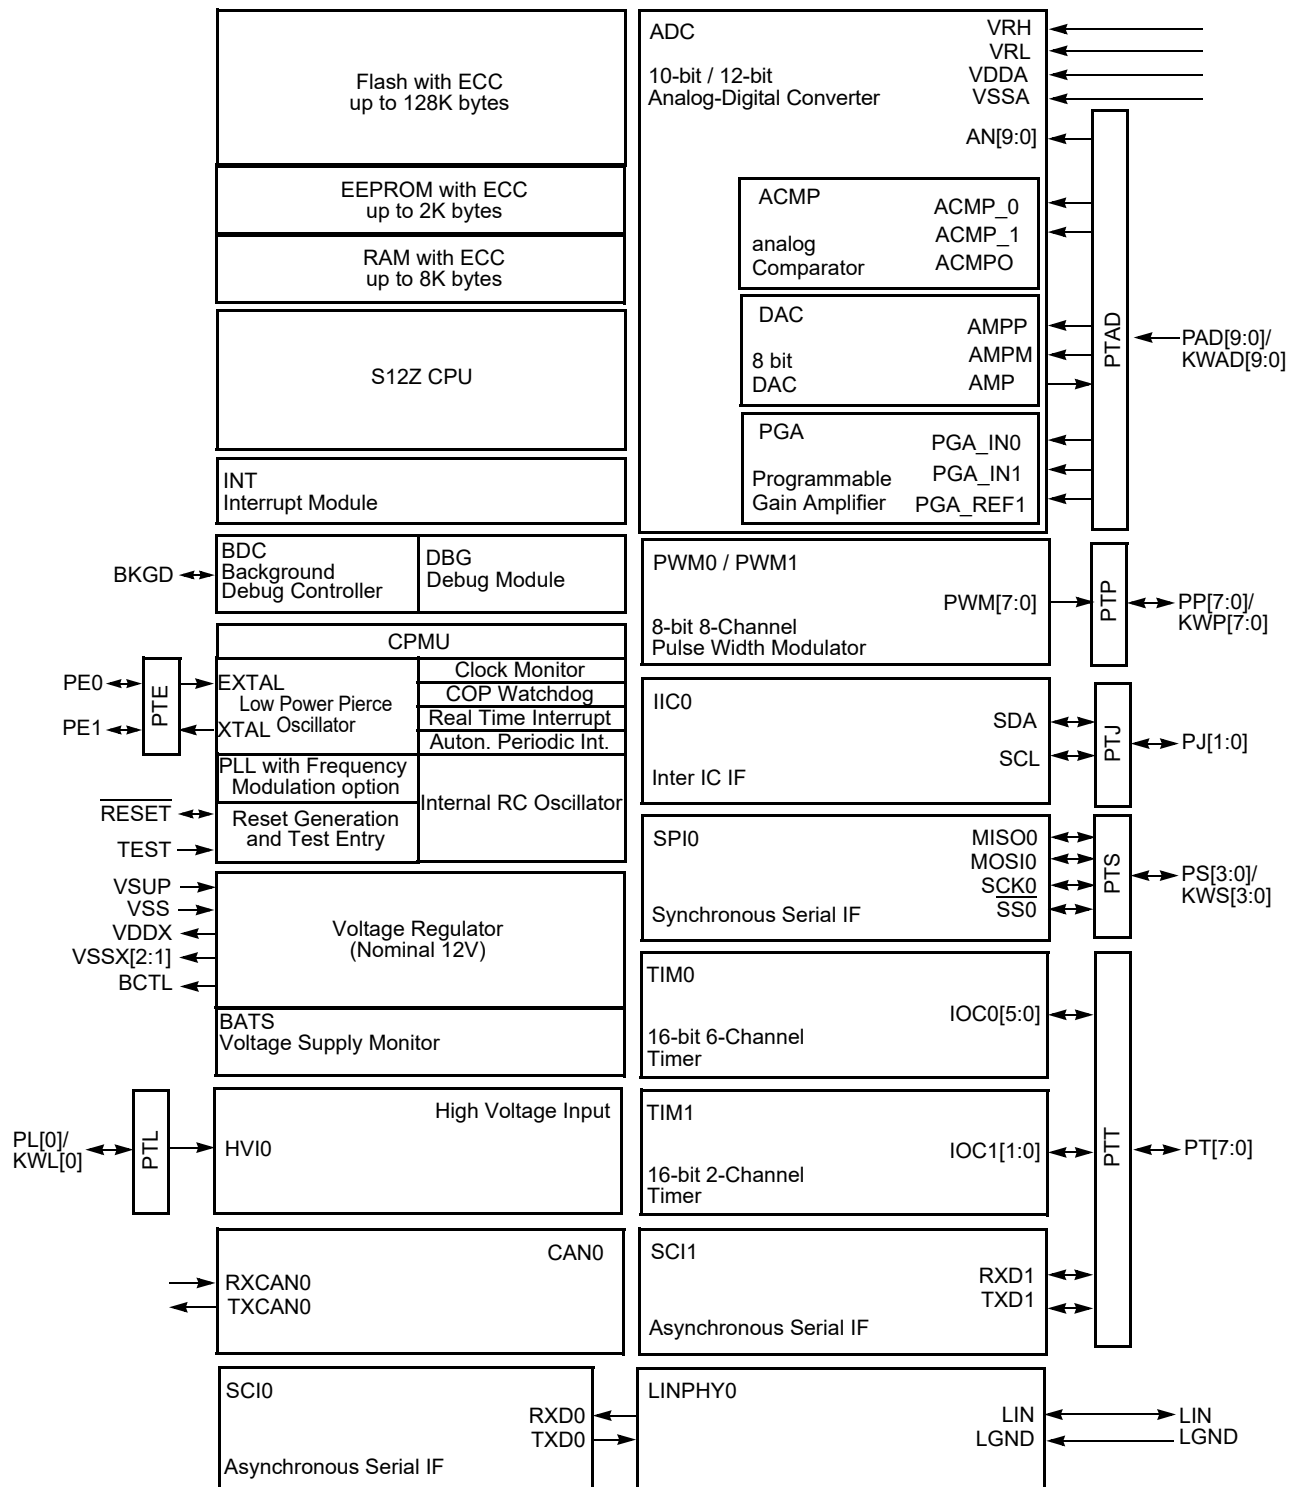 Flash with ECC
up to 128K bytes
EEPROM with ECC
up to 2K bytes
RAM with ECC
up to 8K bytes
S12Z CPU
INT
Interrupt Module
BKGD
BDC
Background
Debug Controller
DBG
Debug Module
CPMU
PE0
PE1
PTE
EXTAL
Low Power Pierce
Oscillator
XTAL
Clock Monitor
COP Watchdog
Real Time Interrupt
Auton. Periodic Int.
PLL with Frequency
Modulation option
Internal RC Oscillator
RESET
TEST
Reset Generation
and Test Entry
VSUP
VSS
VDDX
VSSX[2:1]
BCTL
Voltage Regulator
(Nominal 12V)
BATS
Voltage Supply Monitor
PL[0]/
KWL[0]
PTL
High Voltage Input
HVI0
CAN0
RXCAN0
TXCAN0
SCI0
RXD0
TXD0
Asynchronous Serial IF
ADC
10-bit / 12-bit
Analog-Digital Converter
VRH
VRL
VDDA
VSSA
AN[9:0]
ACMP
analog
Comparator
ACMP_0
ACMP_1
ACMPO
DAC
8 bit
DAC
AMPP
AMPM
AMP
PGA
Programmable
Gain Amplifier
PGA_IN0
PGA_IN1
PGA_REF1
PTAD
PAD[9:0]/
KWAD[9:0]
PWM0 / PWM1
PWM[7:0]
8-bit 8-Channel
Pulse Width Modulator
PTP
PP[7:0]/
KWP[7:0]
IIC0
SDA
SCL
Inter IC IF
PTJ
PJ[1:0]
SPI0
MISO0
MOSI0
SCK0
SS0
Synchronous Serial IF
PTS
PS[3:0]/
KWS[3:0]
TIM0
IOC0[5:0]
16-bit 6-Channel
Timer
TIM1
IOC1[1:0]
16-bit 2-Channel
Timer
PTT
PT[7:0]
SCI1
RXD1
TXD1
Asynchronous Serial IF
LINPHY0
LIN
LGND
LIN
LGND